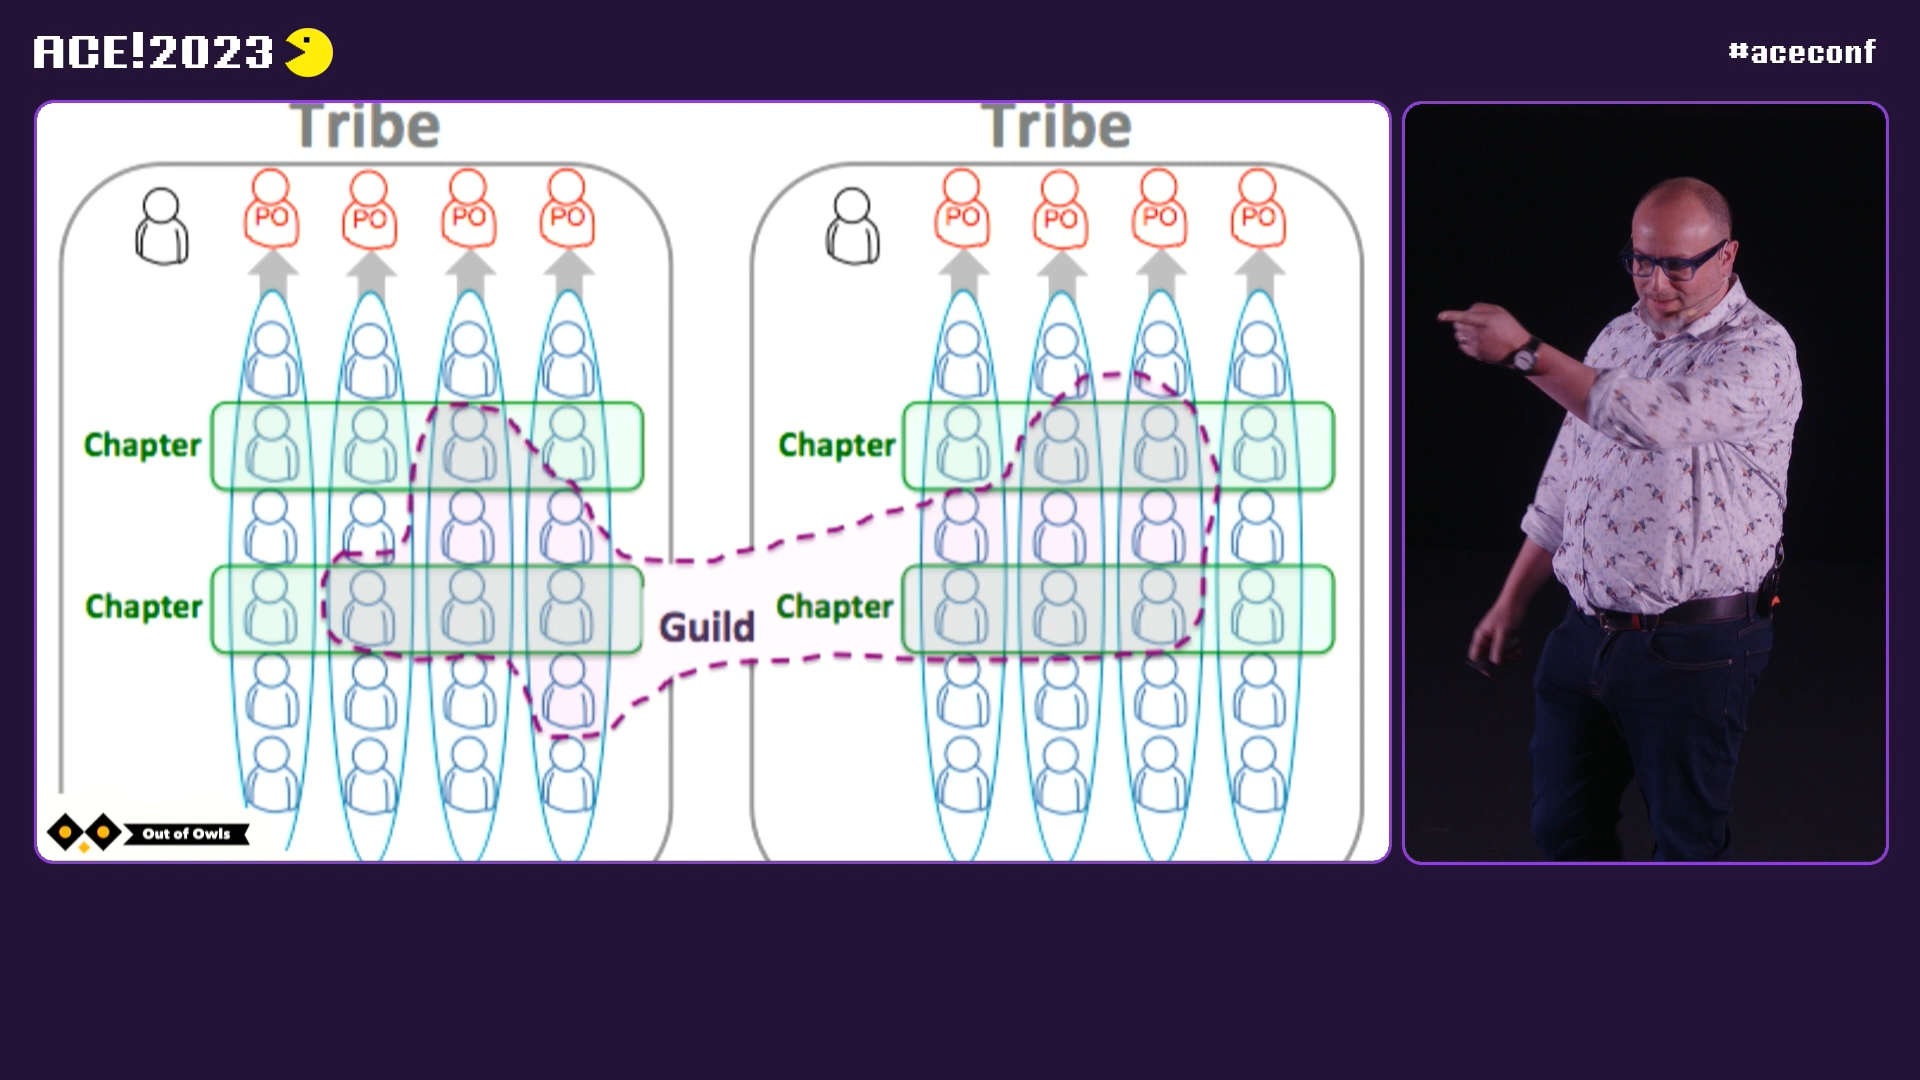 ACE!2023
#aceconf
Tribe
Tribe
PO PO PO PO
PO PO PO PO
Chapter
Chapter
Chapter
Guild
Chapter
Out of Owls